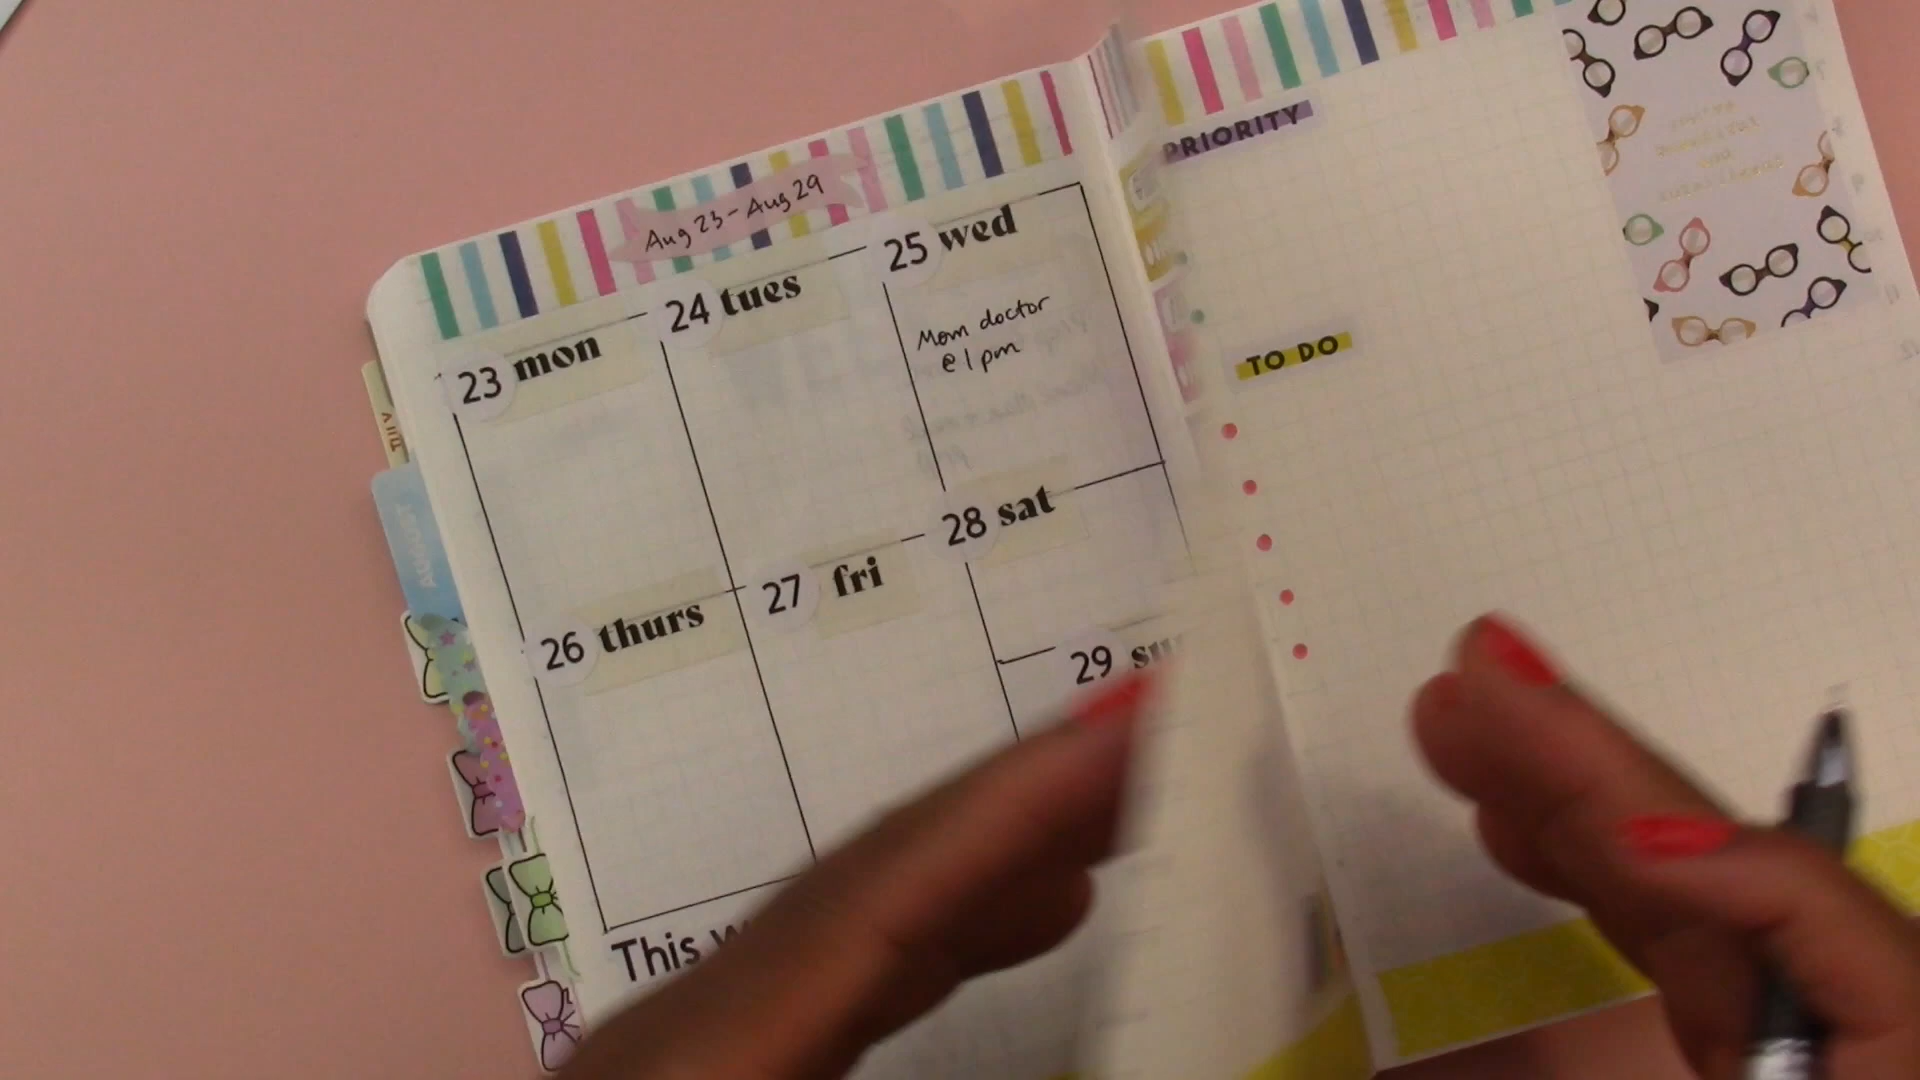 Aug 23 - Aug 29
23 mon
24 tues
25 wed
Mom doctor
@ 1 pm
26 thurs
27 fri
28 sat
29 su
This w
PRIORITY
TO DO
AUGUST